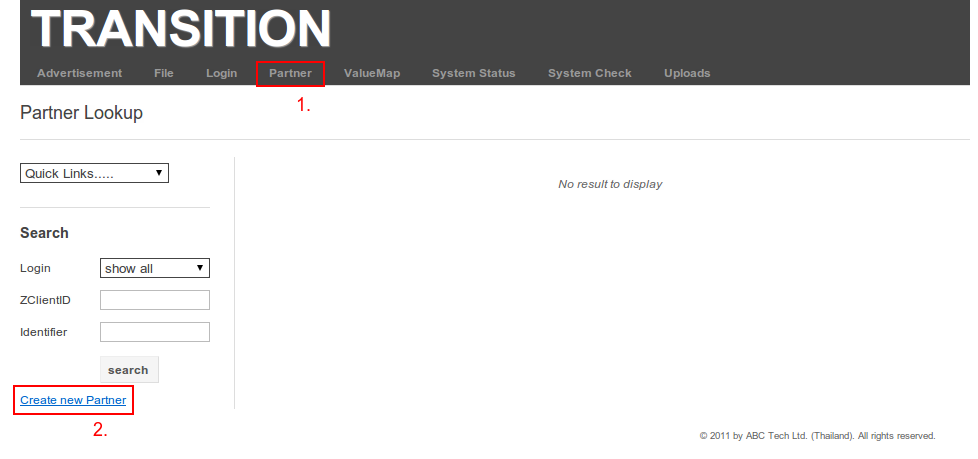 TRANSITION
Advertisement File Login Partner ValueMap System Status System Check Uploads
1.
Partner Lookup
Quick Links.....
No result to display
Search
Login show all
ZClientID
Identifier
search
Create new Partner
2.
© 2011 by ABC Tech Ltd. (Thailand). All rights reserved.